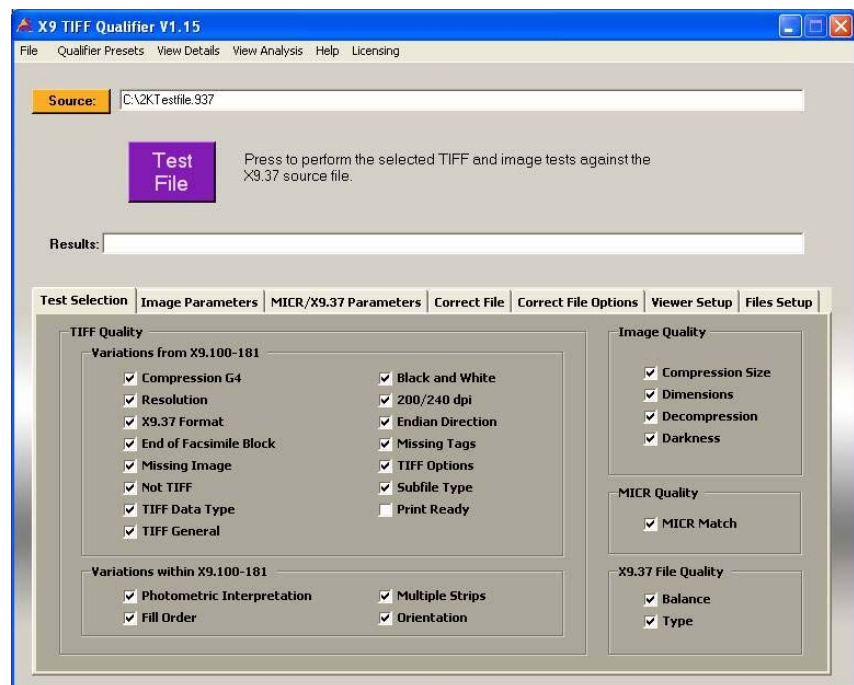 X9 TIFF Qualifier V1.15
File Qualifier Presets View Details View Analysis Help Licensing
Source: C:\2KTestfile.937
Test
File
Press to perform the selected TIFF and image tests against the
X9.37 source file.
Results:
Test Selection Image Parameters MICR/X9.37 Parameters Correct File Correct File Options Viewer Setup Files Setup
TIFF Quality
Variations from X9.100-181
Compression G4
Resolution
X9.37 Format
End of Facsimile Block
Missing Image
Not TIFF
TIFF Data Type
TIFF General
Black and White
200/240 dpi
Endian Direction
Missing Tags
TIFF Options
Subfile Type
Print Ready
Variations within X9.100-181
Photometric Interpretation
Fill Order
Multiple Strips
Orientation
Image Quality
Compression Size
Dimensions
Decompression
Darkness
MICR Quality
MICR Match
X9.37 File Quality
Balance
Type